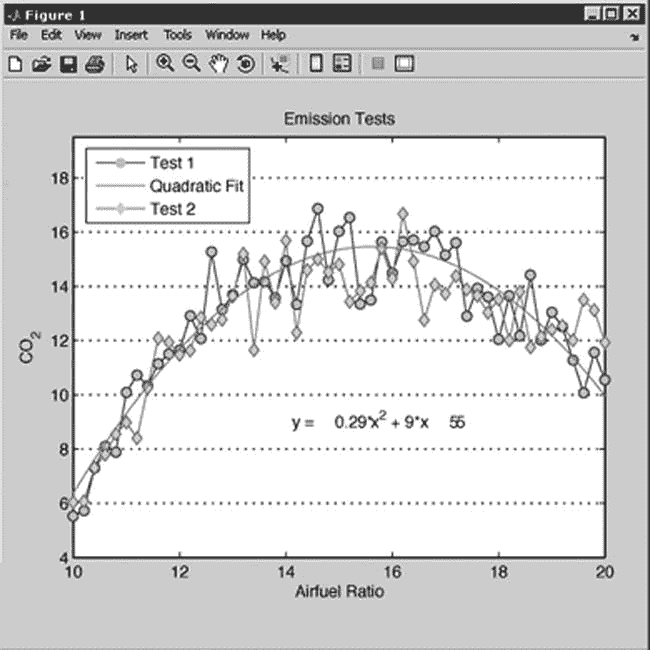 Figure 1
File Edit View Insert Tools Window Help
Emission Tests
Test 1
Quadratic Fit
Test 2
18
16
14
12
10
8
6
4
CO2
y = 0.29*x2 + 9*x 55
10 12 14 16 18 20
Airfuel Ratio